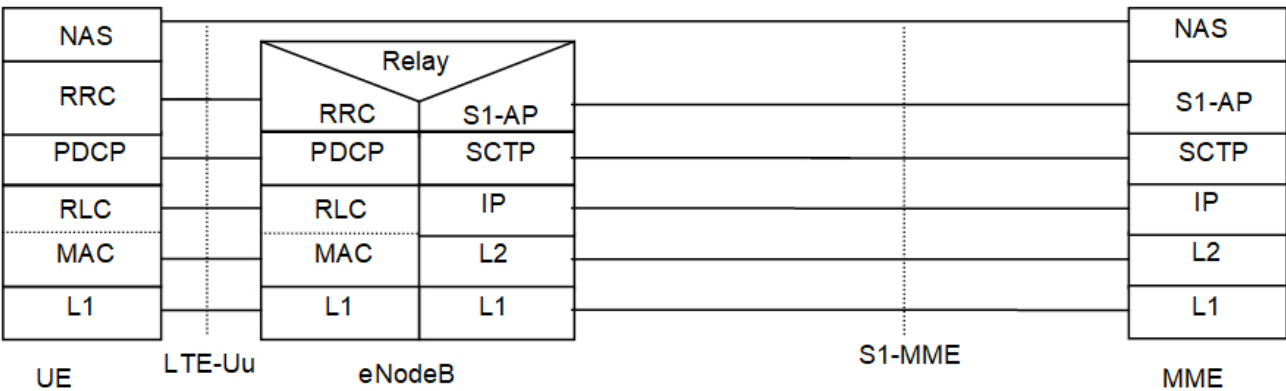 NAS
NAS
Relay
RRC
RRC
S1-AP
S1-AP
PDCP
PDCP
SCTP
SCTP
RLC
RLC
IP
IP
MAC
MAC
L2
L2
L1
L1
L1
L1
UE
LTE-Uu
eNodeB
S1-MME
MME